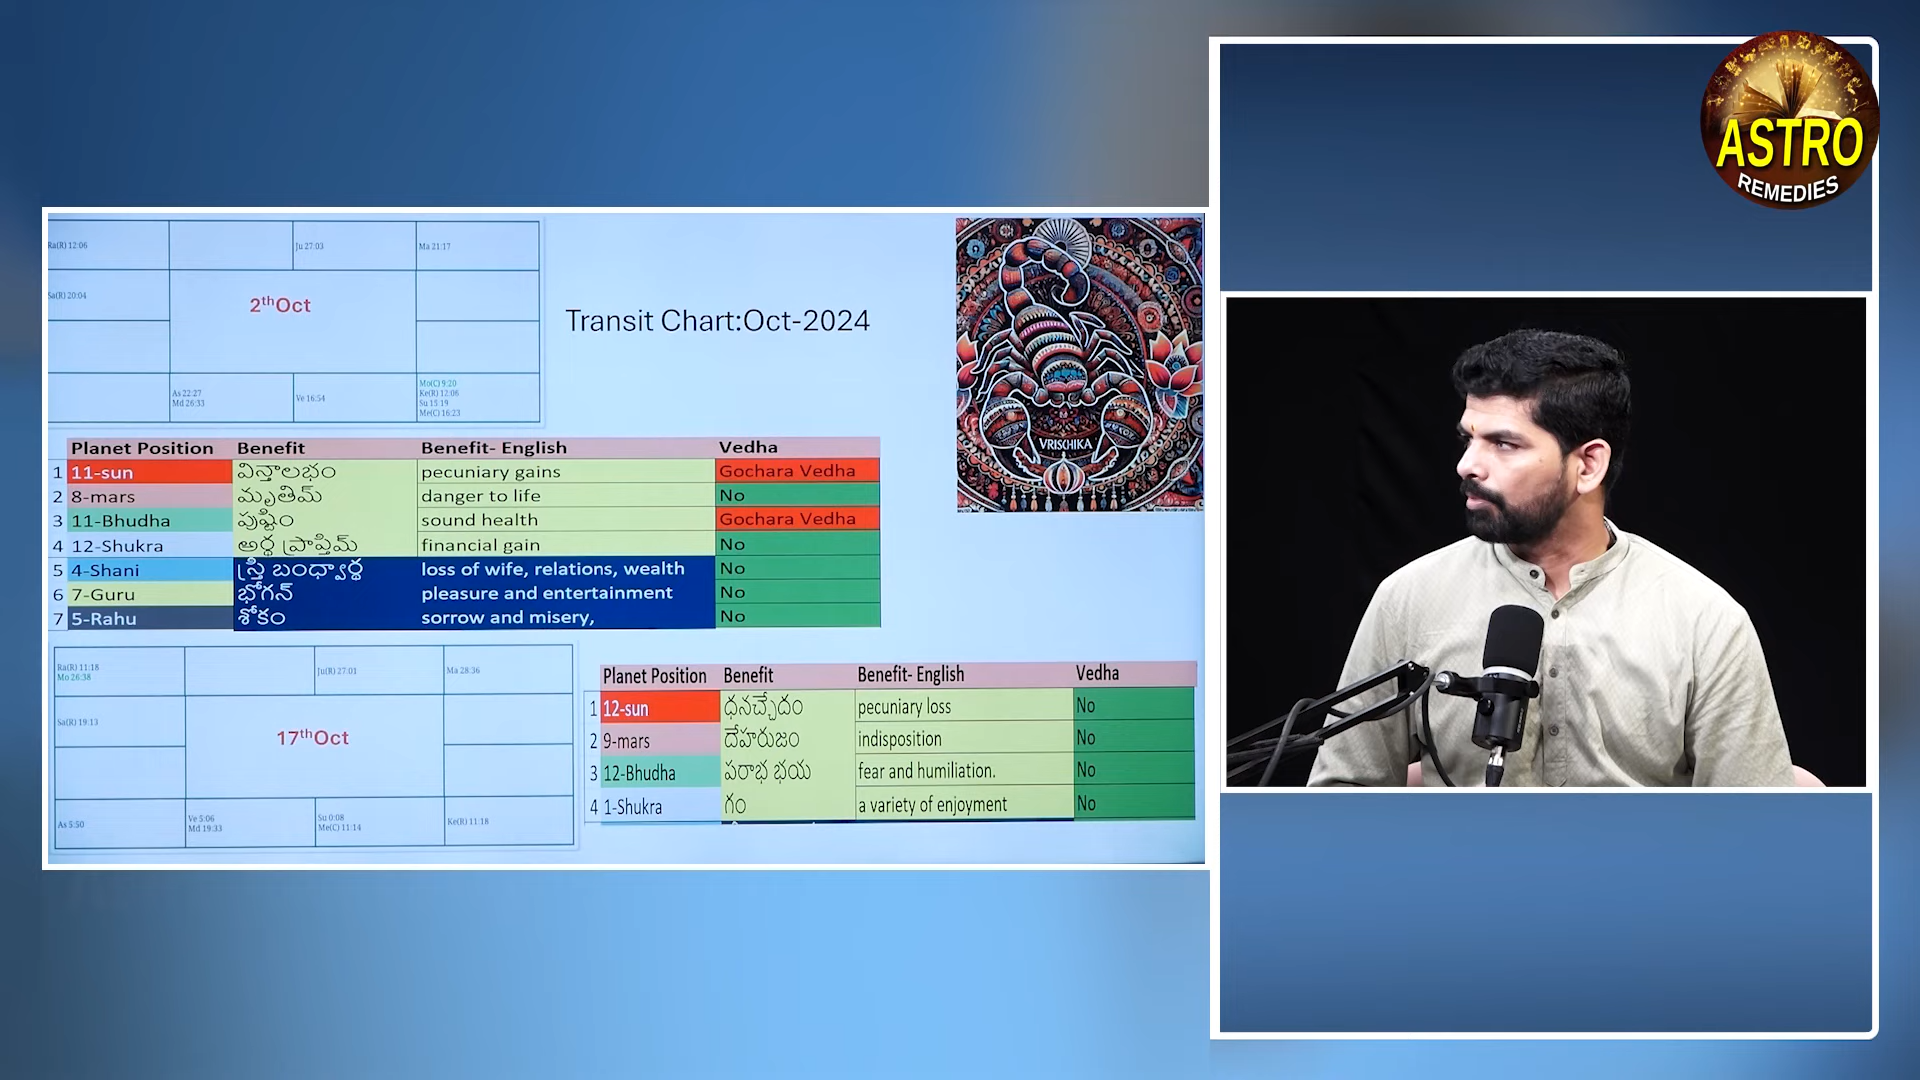 ASTRO
REMEDIES
Ra(R) 12:06
Ju 27:03
Ma 21:17
Sa(R) 20:04
2thOct
As 22:27
Md 26:33
Ve 16:54
Mo(C) 9:20
Ke(R) 12:06
Su 15:19
Me(C) 16:23
Transit Chart:Oct-2024
VRISCHIKA
Planet Position Benefit Benefit- English Vedha
1 11-sun విన్తాలభం pecuniary gains Gochara Vedha
2 8-mars మృతిమ్ danger to life No
3 11-Bhudha పుష్టిం sound health Gochara Vedha
4 12-Shukra అర్థ ప్రాప్తిమ్ financial gain No
5 4-Shani స్త్రి బంధ్వార్థ loss of wife, relations, wealth No
6 7-Guru భోగన్ pleasure and entertainment No
7 5-Rahu శోకం sorrow and misery, No
Ra(R) 11:18
Mo 26:38
Ju(R) 27:01
Ma 28:36
Sa(R) 19:13
17thOct
As 5:50
Ve 5:06
Md 19:33
Su 0:08
Me(C) 11:14
Ke(R) 11:18
Planet Position Benefit Benefit- English Vedha
1 12-sun ధనచ్ఛేదం pecuniary loss No
2 9-mars దేహరుజం indisposition No
3 12-Bhudha పరాభ భయ fear and humiliation. No
4 1-Shukra గం a variety of enjoyment No